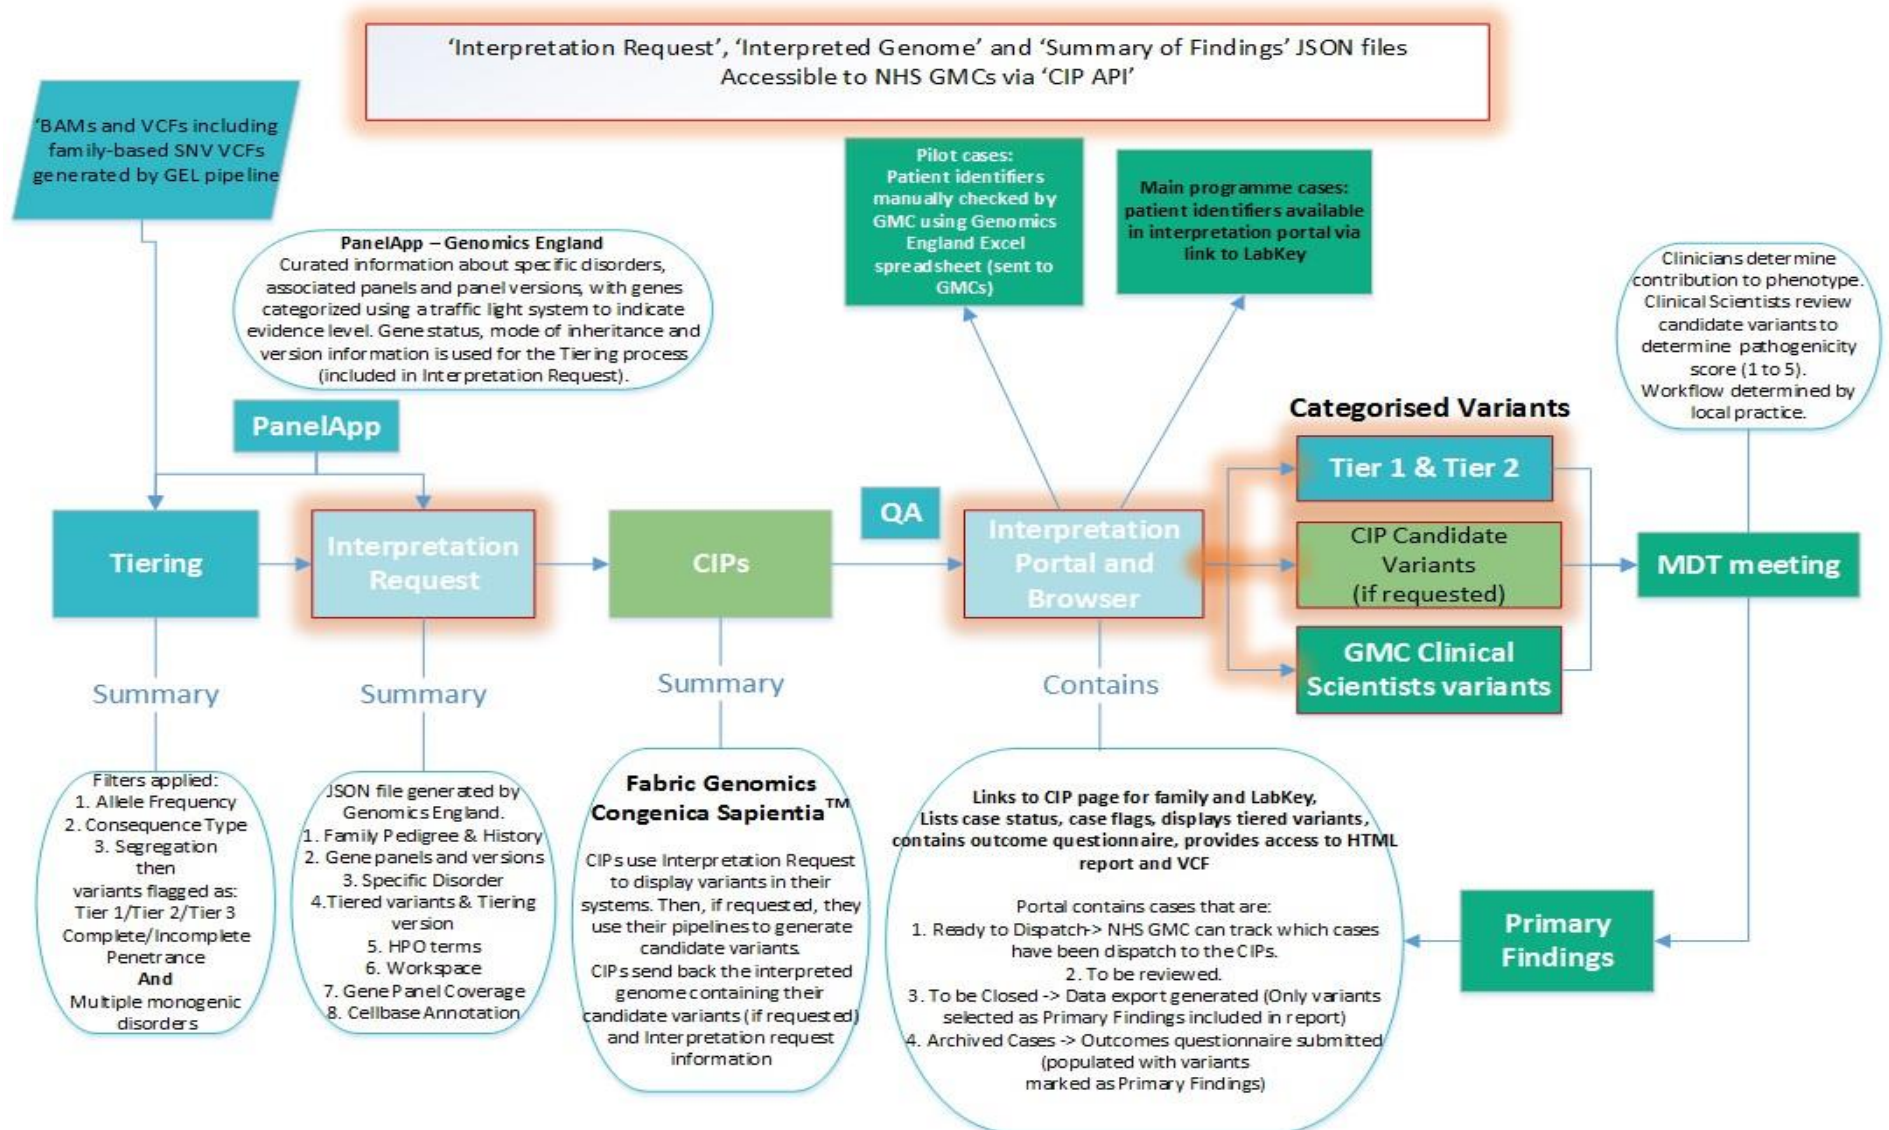 ‘Interpretation Request’, ‘Interpreted Genome’ and ‘Summary of Findings’ JSON files
Accessible to NHS GMCs via ‘CIP API’
‘BAMs and VCFs including
family-based SNV VCFs
generated by GEL pipeline
PanelApp – Genomics England
Curated information about specific disorders,
associated panels and panel versions, with genes
categorized using a traffic light system to indicate
evidence level. Gene status, mode of inheritance and
version information is used for the Tiering process
(included in Interpretation Request).
PanelApp
Pilot cases:
Patient identifiers
manually checked by
GMC using Genomics
England Excel
spreadsheet (sent to
GMCs)
Main programme cases:
patient identifiers available
in interpretation portal via
link to LabKey
Clinicians determine
contribution to phenotype.
Clinical Scientists review
candidate variants to
determine pathogenicity
score (1 to 5).
Workflow determined by
local practice.
Categorised Variants
Tier 1 & Tier 2
CIP Candidate
Variants
(if requested)
GMC Clinical
Scientists variants
Tiering
Interpretation
Request
CIPs
QA
Interpretation
Portal and
Browser
MDT meeting
Summary
Summary
Summary
Contains
Filters applied:
1. Allele Frequency
2. Consequence Type
3. Segregation
then
variants flagged as:
Tier 1/Tier 2/Tier 3
Complete/Incomplete
Penetrance
And
Multiple monogenic
disorders
JSON file generated by
Genomics England.
1. Family Pedigree & History
2. Gene panels and versions
3. Specific Disorder
4.Tiered variants & Tiering
version
5. HPO terms
6. Workspace
7. Gene Panel Coverage
8. Cellbase Annotation
Fabric Genomics
Congenica Sapientia™
CIPs use Interpretation Request
to display variants in their
systems. Then, if requested, they
use their pipelines to generate
candidate variants.
CIPs send back the interpreted
genome containing their
candidate variants (if requested)
and Interpretation request
information
Links to CIP page for family and LabKey,
Lists case status, case flags, displays tiered variants,
contains outcome questionnaire, provides access to HTML
report and VCF
Portal contains cases that are:
1. Ready to Dispatch-> NHS GMC can track which cases
have been dispatch to the CIPs.
2. To be reviewed.
3. To be Closed -> Data export generated (Only variants
selected as Primary Findings included in report)
4. Archived Cases -> Outcomes questionnaire submitted
(populated with variants
marked as Primary Findings)
Primary
Findings